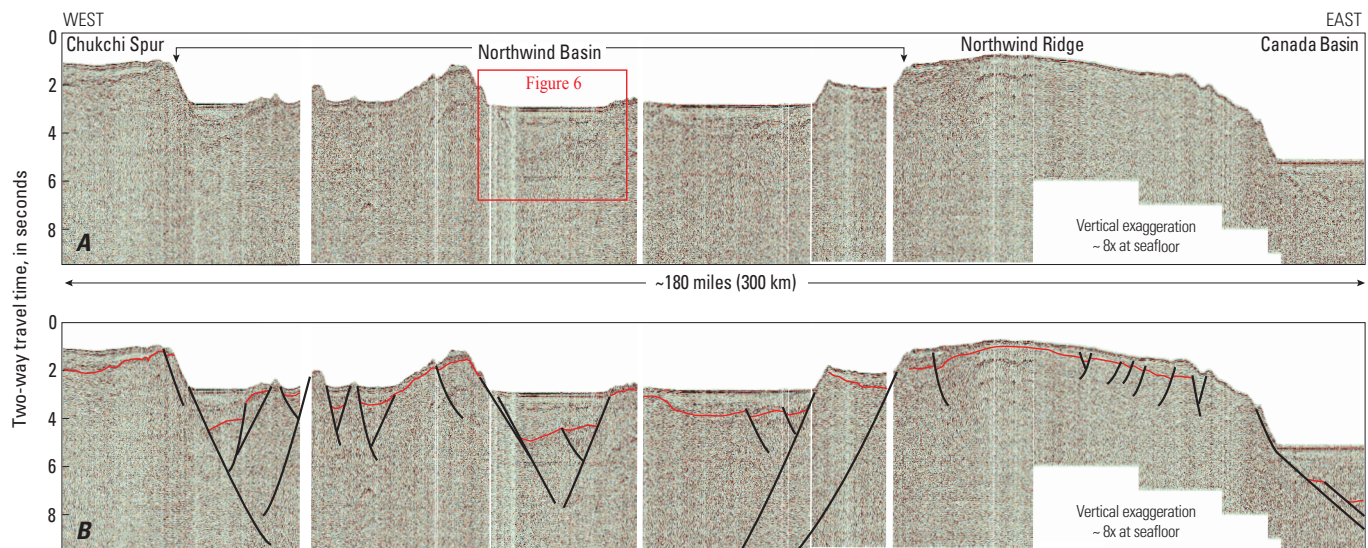 WEST
EAST
Chukchi Spur
Northwind Basin
Northwind Ridge
Canada Basin
Figure 6
0
2
4
6
8
A
Vertical exaggeration
~ 8x at seafloor
~180 miles (300 km)
Two-way travel time, in seconds
0
2
4
6
8
B
Vertical exaggeration
~ 8x at seafloor